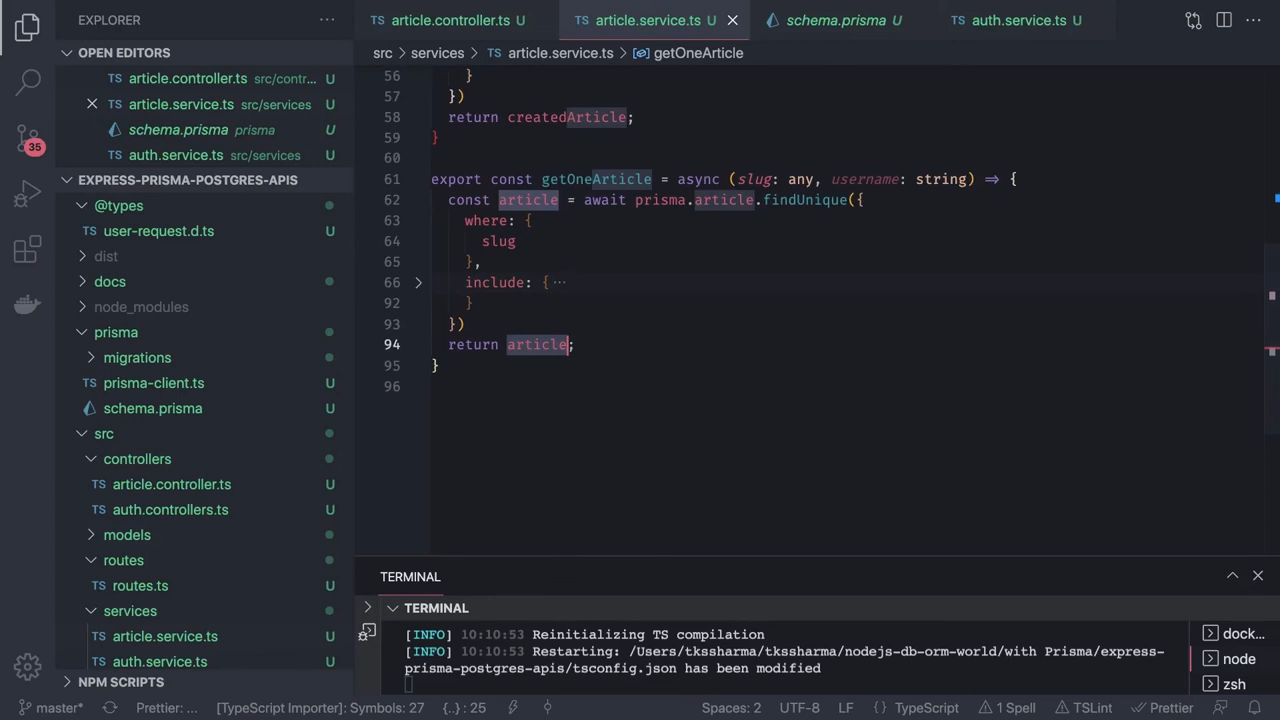 EXPLORER
OPEN EDITORS
TS article.controller.ts src/contr... U
TS article.service.ts src/services U
schema.prisma prisma U
TS auth.service.ts src/services U
EXPRESS-PRISMA-POSTGRES-APIS
@types
TS user-request.d.ts U
dist
docs
node_modules
prisma
migrations
TS prisma-client.ts U
schema.prisma U
src
controllers
TS article.controller.ts U
TS auth.controllers.ts U
models
routes
TS routes.ts U
services
TS article.service.ts U
TS auth.service.ts U
NPM SCRIPTS
35
TS article.controller.ts U TS article.service.ts U schema.prisma U TS auth.service.ts U
src services TS article.service.ts getOneArticle
56 }
57 })
58 return createdArticle;
59 }
60
61 export const getOneArticle = async (slug: any, username: string) => {
62 const article = await prisma.article.findUnique({
63 where: {
64 slug
65 },
66 include: { ···
92 }
93 })
94 return article;
95 }
96
TERMINAL
TERMINAL
[INFO] 10:10:53 Reinitializing TS compilation
[INFO] 10:10:53 Restarting: /Users/tkssharma/nodejs-db-orm-world/with Prisma/express-
prisma-postgres-apis/tsconfig.json has been modified
dock...
node
zsh
master* Prettier: ... [TypeScript Importer]: Symbols: 27 {..} : 25 Spaces: 2 UTF-8 LF { } TypeScript 1 Spell TSLint Prettier